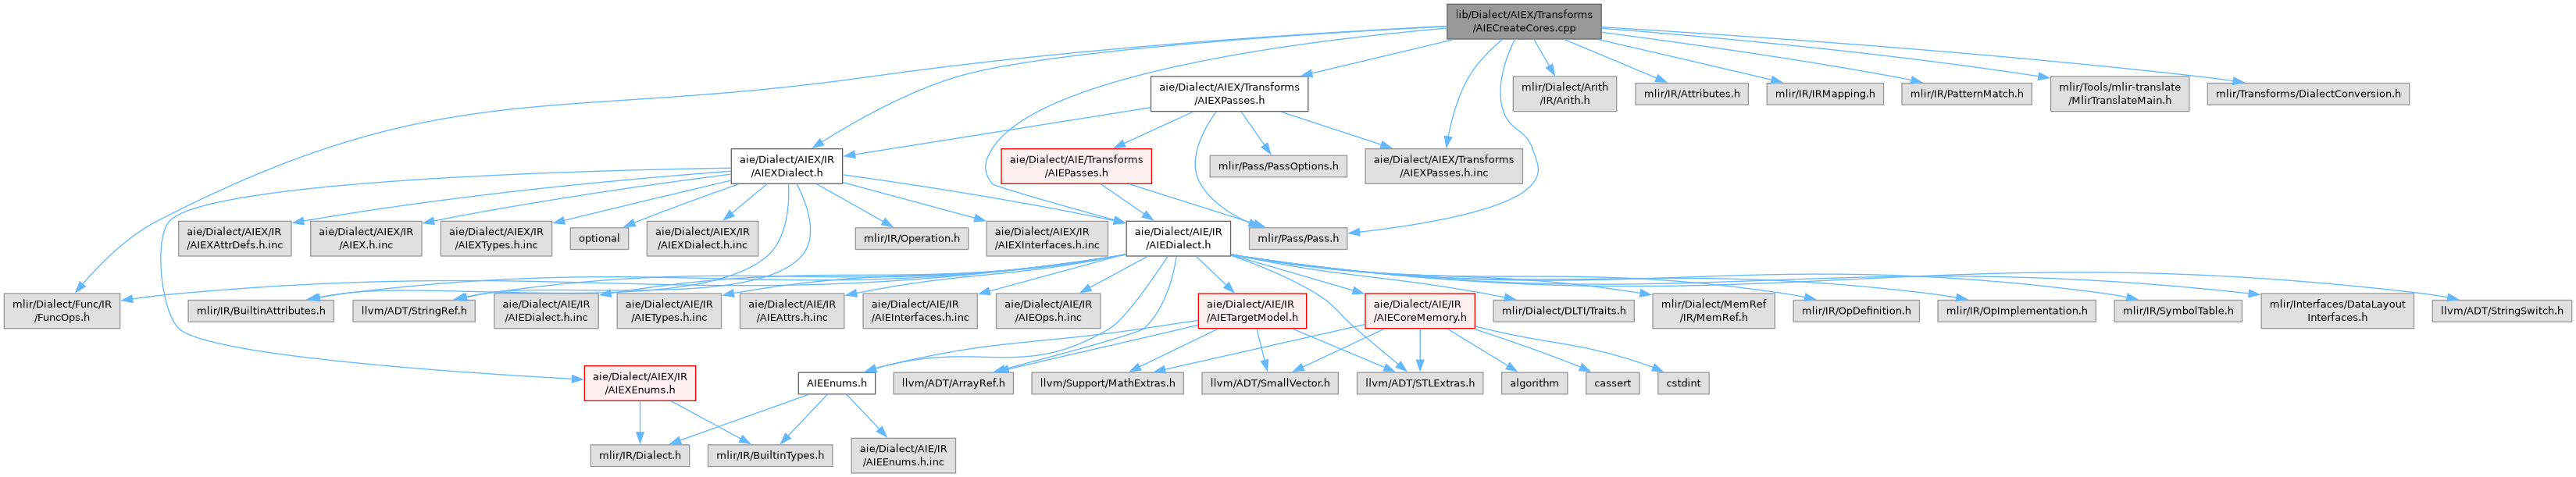 lib/Dialect/AIEX/Transforms
/AIECreateCores.cpp
aie/Dialect/AIEX/Transforms
/AIEXPasses.h
mlir/Dialect/Arith
/IR/Arith.h
mlir/IR/Attributes.h
mlir/IR/IRMapping.h
mlir/IR/PatternMatch.h
mlir/Tools/mlir-translate
/MlirTranslateMain.h
mlir/Transforms/DialectConversion.h
aie/Dialect/AIEX/IR
/AIEXDialect.h
aie/Dialect/AIE/Transforms
/AIEPasses.h
mlir/Pass/PassOptions.h
aie/Dialect/AIEX/Transforms
/AIEXPasses.h.inc
aie/Dialect/AIEX/IR
/AIEXAttrDefs.h.inc
aie/Dialect/AIEX/IR
/AIEX.h.inc
aie/Dialect/AIEX/IR
/AIEXTypes.h.inc
optional
aie/Dialect/AIEX/IR
/AIEXDialect.h.inc
mlir/IR/Operation.h
aie/Dialect/AIEX/IR
/AIEXInterfaces.h.inc
aie/Dialect/AIE/IR
/AIEDialect.h
mlir/Pass/Pass.h
mlir/Dialect/Func/IR
/FuncOps.h
mlir/IR/BuiltinAttributes.h
llvm/ADT/StringRef.h
aie/Dialect/AIE/IR
/AIEDialect.h.inc
aie/Dialect/AIE/IR
/AIETypes.h.inc
aie/Dialect/AIE/IR
/AIEAttrs.h.inc
aie/Dialect/AIE/IR
/AIEInterfaces.h.inc
aie/Dialect/AIE/IR
/AIEOps.h.inc
aie/Dialect/AIE/IR
/AIETargetModel.h
aie/Dialect/AIE/IR
/AIECoreMemory.h
mlir/Dialect/DLTI/Traits.h
mlir/Dialect/MemRef
/IR/MemRef.h
mlir/IR/OpDefinition.h
mlir/IR/OpImplementation.h
mlir/IR/SymbolTable.h
mlir/Interfaces/DataLayout
Interfaces.h
llvm/ADT/StringSwitch.h
aie/Dialect/AIEX/IR
/AIEXEnums.h
AIEEnums.h
llvm/ADT/ArrayRef.h
llvm/Support/MathExtras.h
llvm/ADT/SmallVector.h
llvm/ADT/STLExtras.h
algorithm
cassert
cstdint
mlir/IR/Dialect.h
mlir/IR/BuiltinTypes.h
aie/Dialect/AIE/IR
/AIEEnums.h.inc